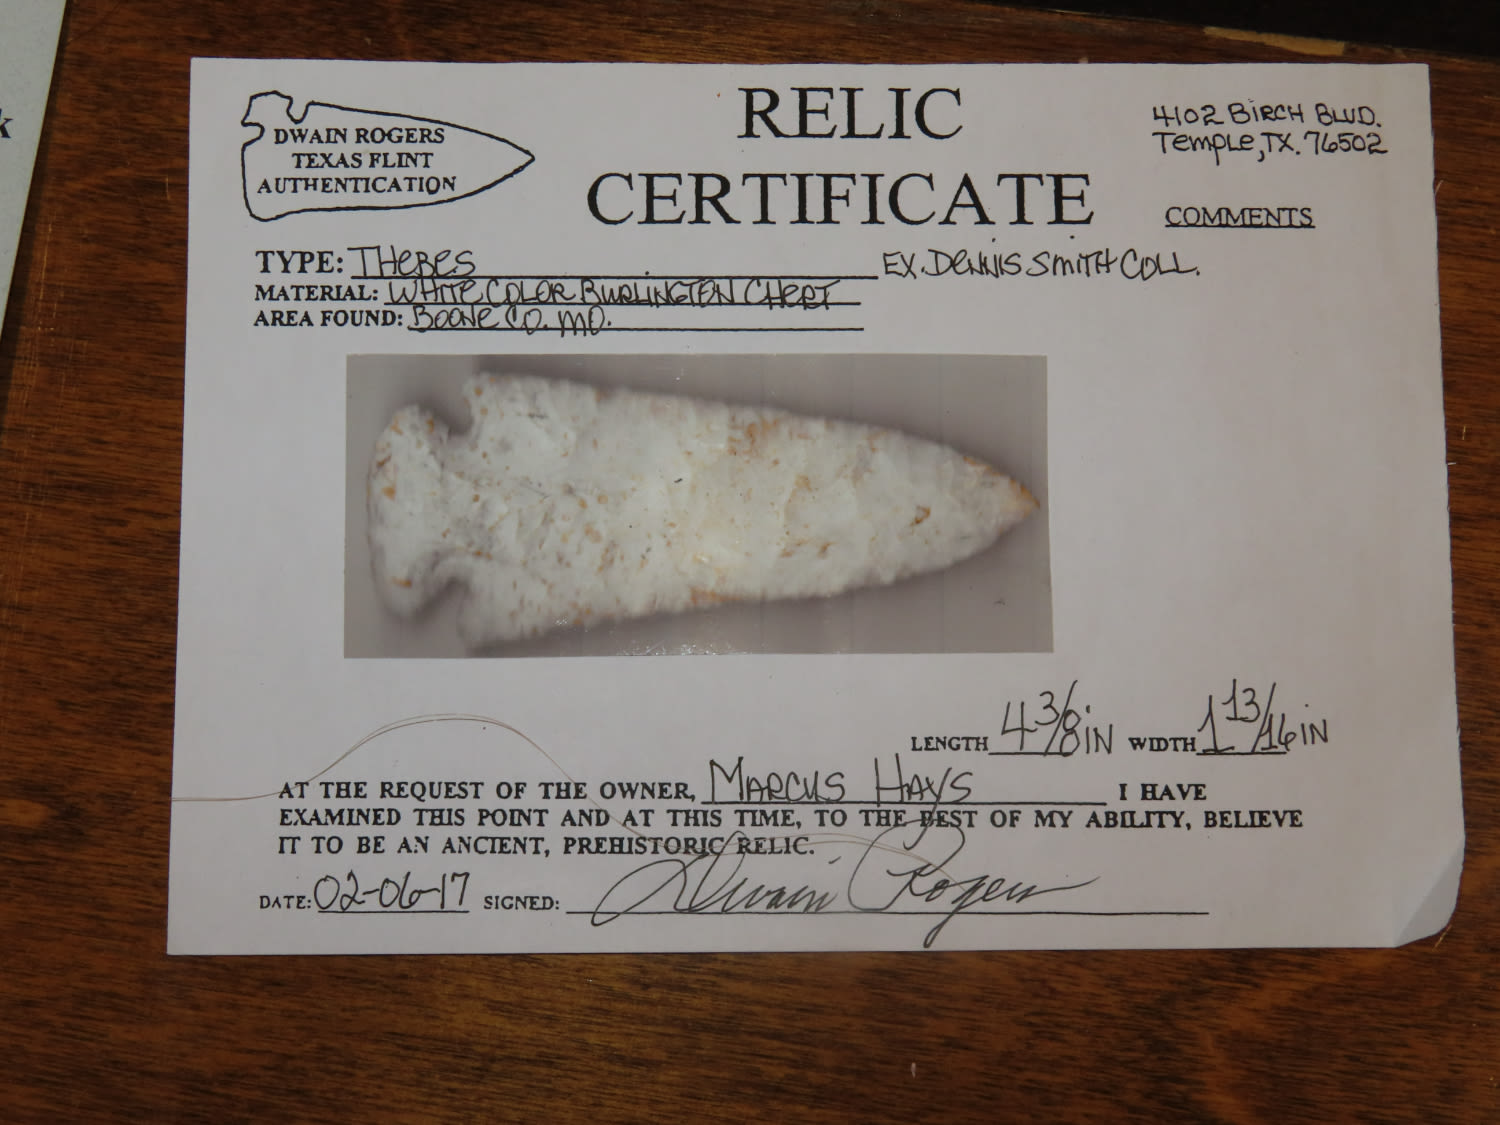 k
DWAIN ROGERS
TEXAS FLINT
AUTHENTICATION
RELIC
CERTIFICATE
4102 BIRCH BLVD.
TEMPLE, TX. 76502
COMMENTS
TYPE: THEBES
EX. DENNIS SMITH COLL.
MATERIAL: WHITE COLOR BURLINGTON CHERT
AREA FOUND: BOONE CO. MO.
LENGTH 4 3/8 IN WIDTH 1 13/16 IN
AT THE REQUEST OF THE OWNER, MARCUS HAYS I HAVE
EXAMINED THIS POINT AND AT THIS TIME, TO THE BEST OF MY ABILITY, BELIEVE
IT TO BE AN ANCIENT, PREHISTORIC RELIC.
DATE: 02-06-17 SIGNED: Dwain Rogers